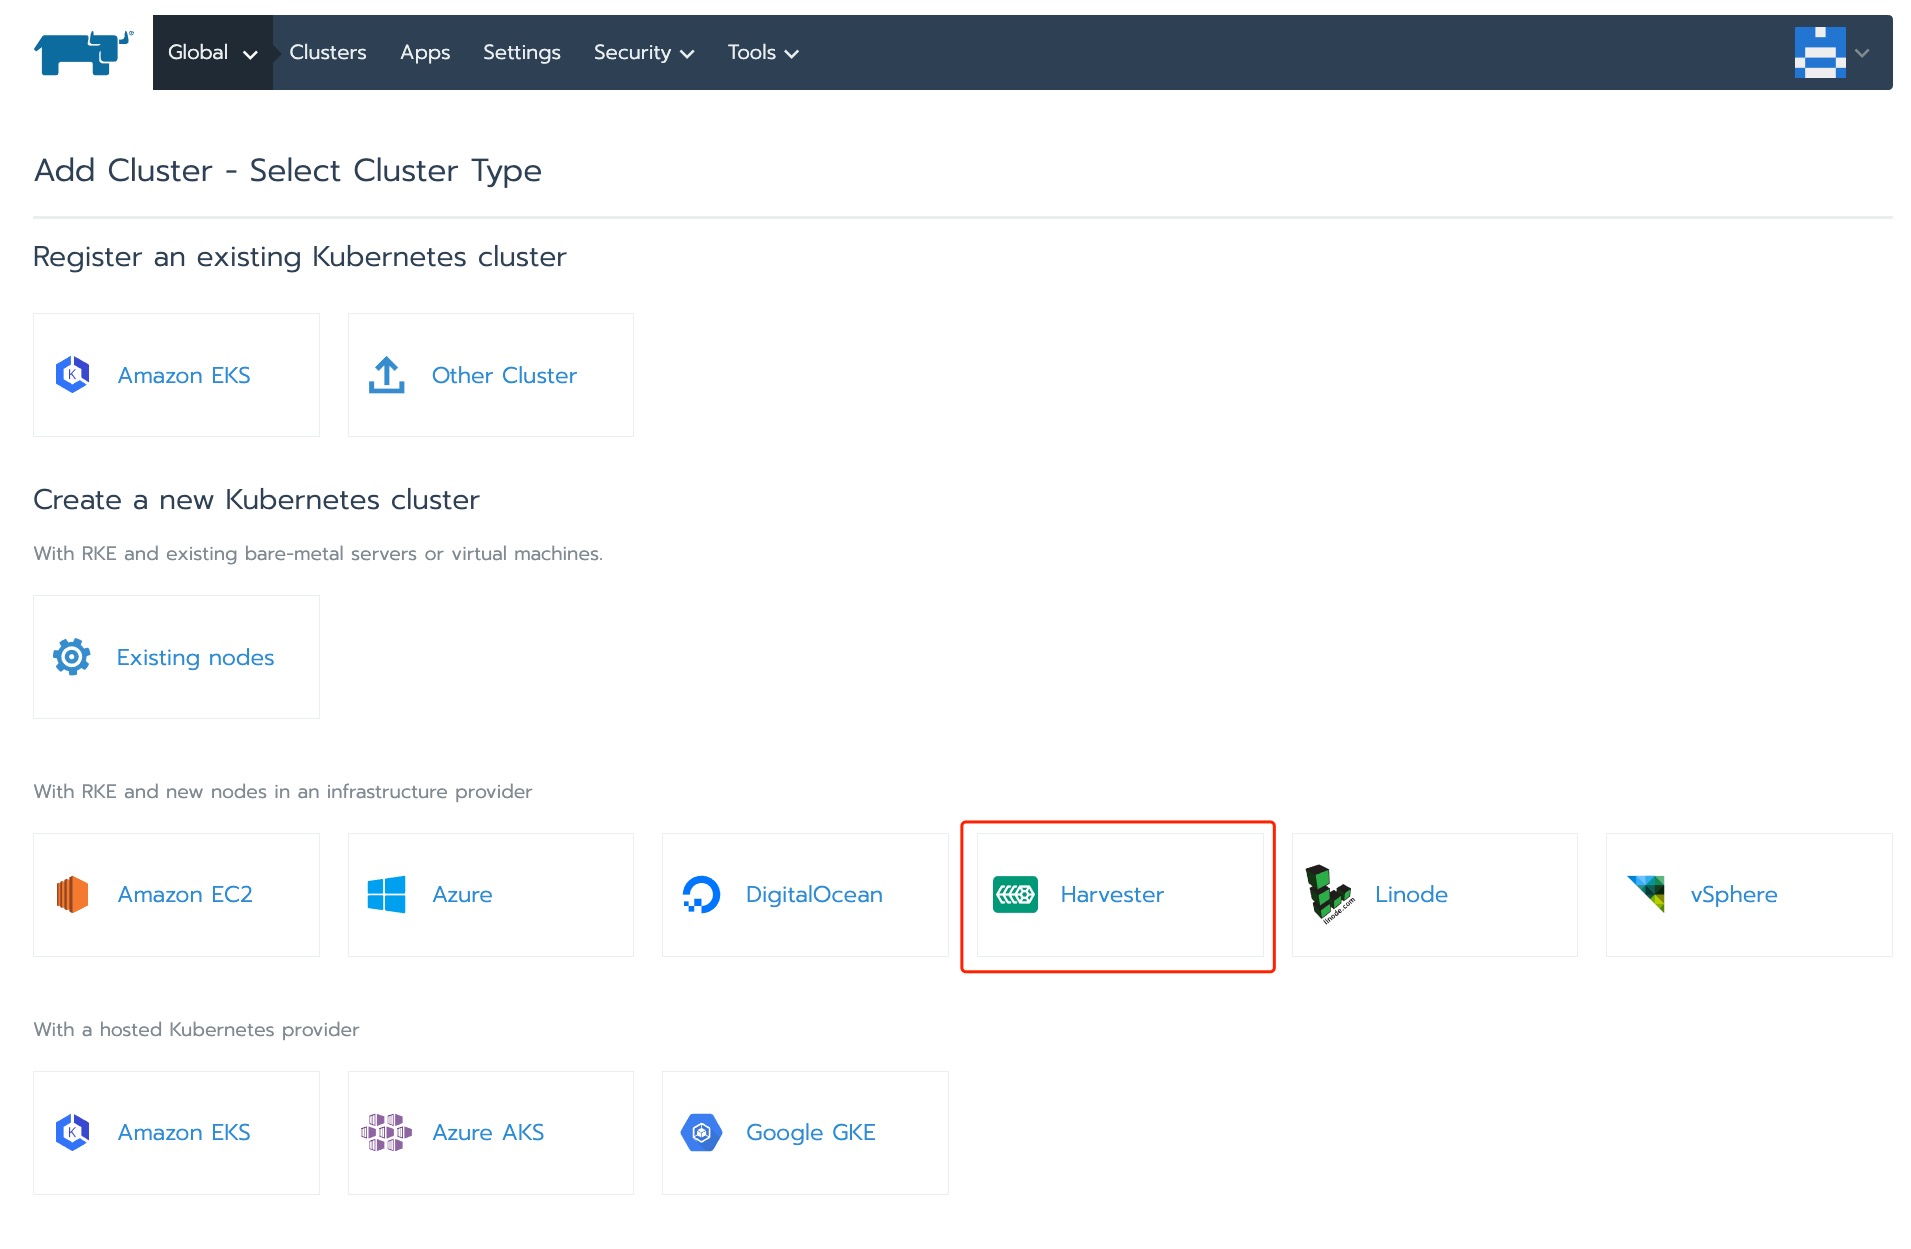 Global Clusters Apps Settings Security Tools
Add Cluster - Select Cluster Type
Register an existing Kubernetes cluster
K Amazon EKS Other Cluster
Create a new Kubernetes cluster
With RKE and existing bare-metal servers or virtual machines.
Existing nodes
With RKE and new nodes in an infrastructure provider
Amazon EC2 Azure DigitalOcean Harvester linode.com Linode vSphere
With a hosted Kubernetes provider
K Amazon EKS Azure AKS Google GKE